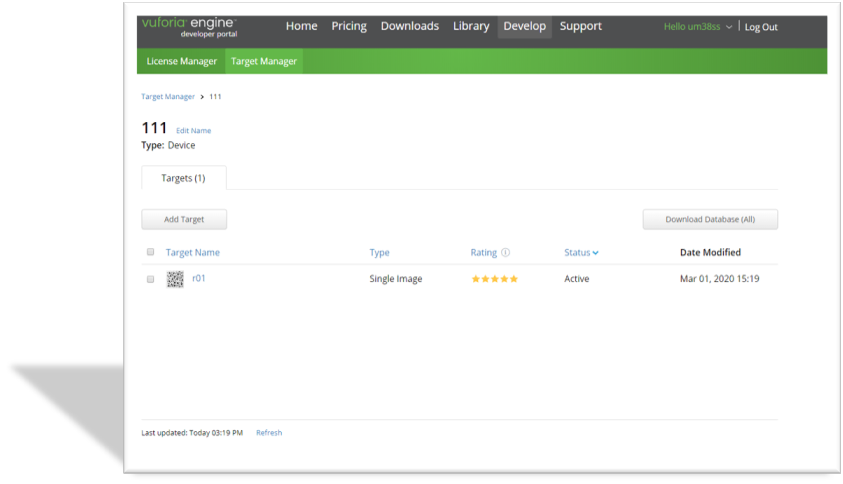 vuforia engine™
developer portal
Home Pricing Downloads Library Develop Support Hello um38ss Log Out
License Manager Target Manager
Target Manager > 111
111 Edit Name
Type: Device
Targets (1)
Add Target Download Database (All)
Target Name Type Rating Status Date Modified
r01 Single Image Active Mar 01, 2020 15:19
Last updated: Today 03:19 PM Refresh